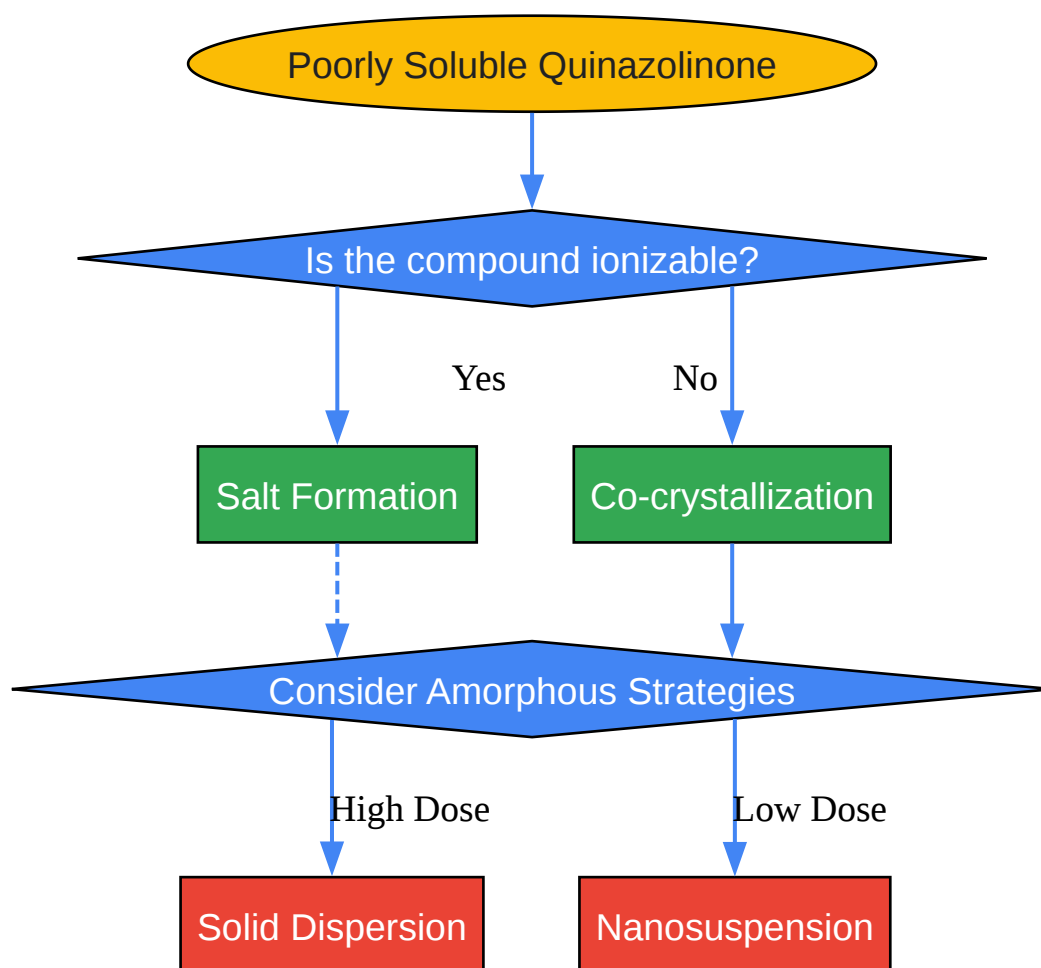 Poorly Soluble Quinazolinone
Is the compound ionizable?
Yes
No
Salt Formation
Co-crystallization
Consider Amorphous Strategies
High Dose
Low Dose
Solid Dispersion
Nanosuspension